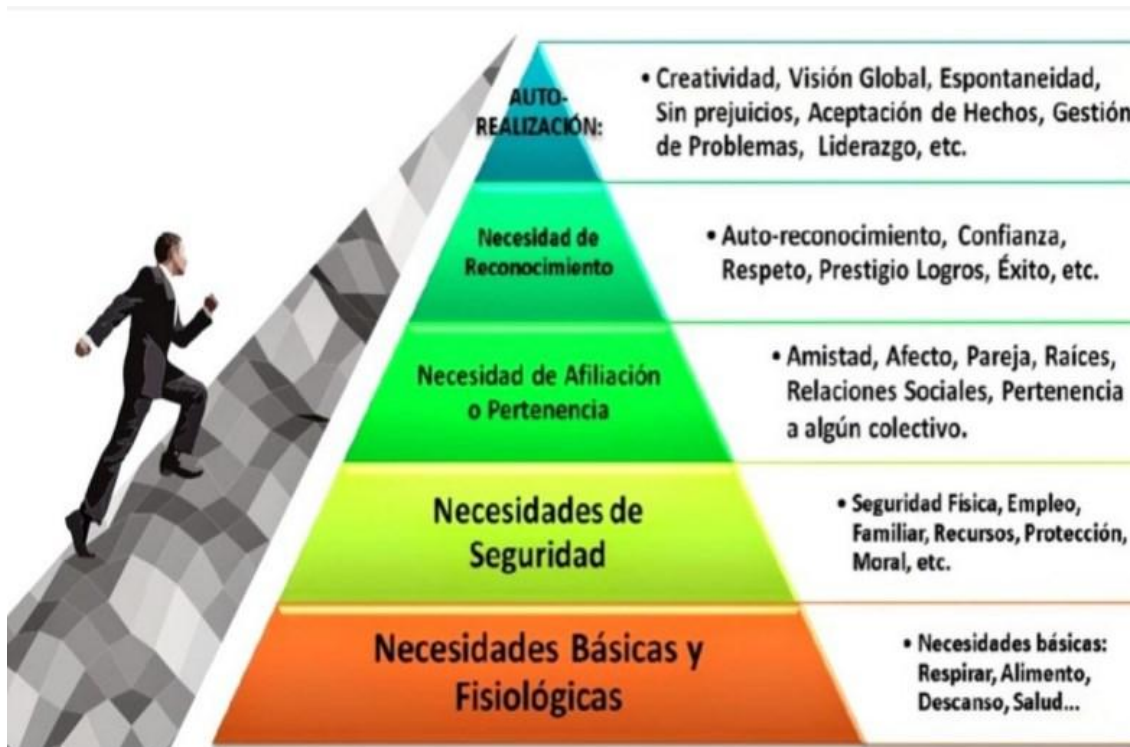 AUTO-
REALIZACIÓN:
• Creatividad, Visión Global, Espontaneidad,
Sin prejuicios, Aceptación de Hechos, Gestión
de Problemas, Liderazgo, etc.
Necesidad de
Reconocimiento
• Auto-reconocimiento, Confianza,
Respeto, Prestigio Logros, Éxito, etc.
Necesidad de Afiliación
o Pertenencia
• Amistad, Afecto, Pareja, Raíces,
Relaciones Sociales, Pertenencia
a algún colectivo.
Necesidades de
Seguridad
• Seguridad Física, Empleo,
Familiar, Recursos, Protección,
Moral, etc.
Necesidades Básicas y
Fisiológicas
• Necesidades básicas:
Respirar, Alimento,
Descanso, Salud...